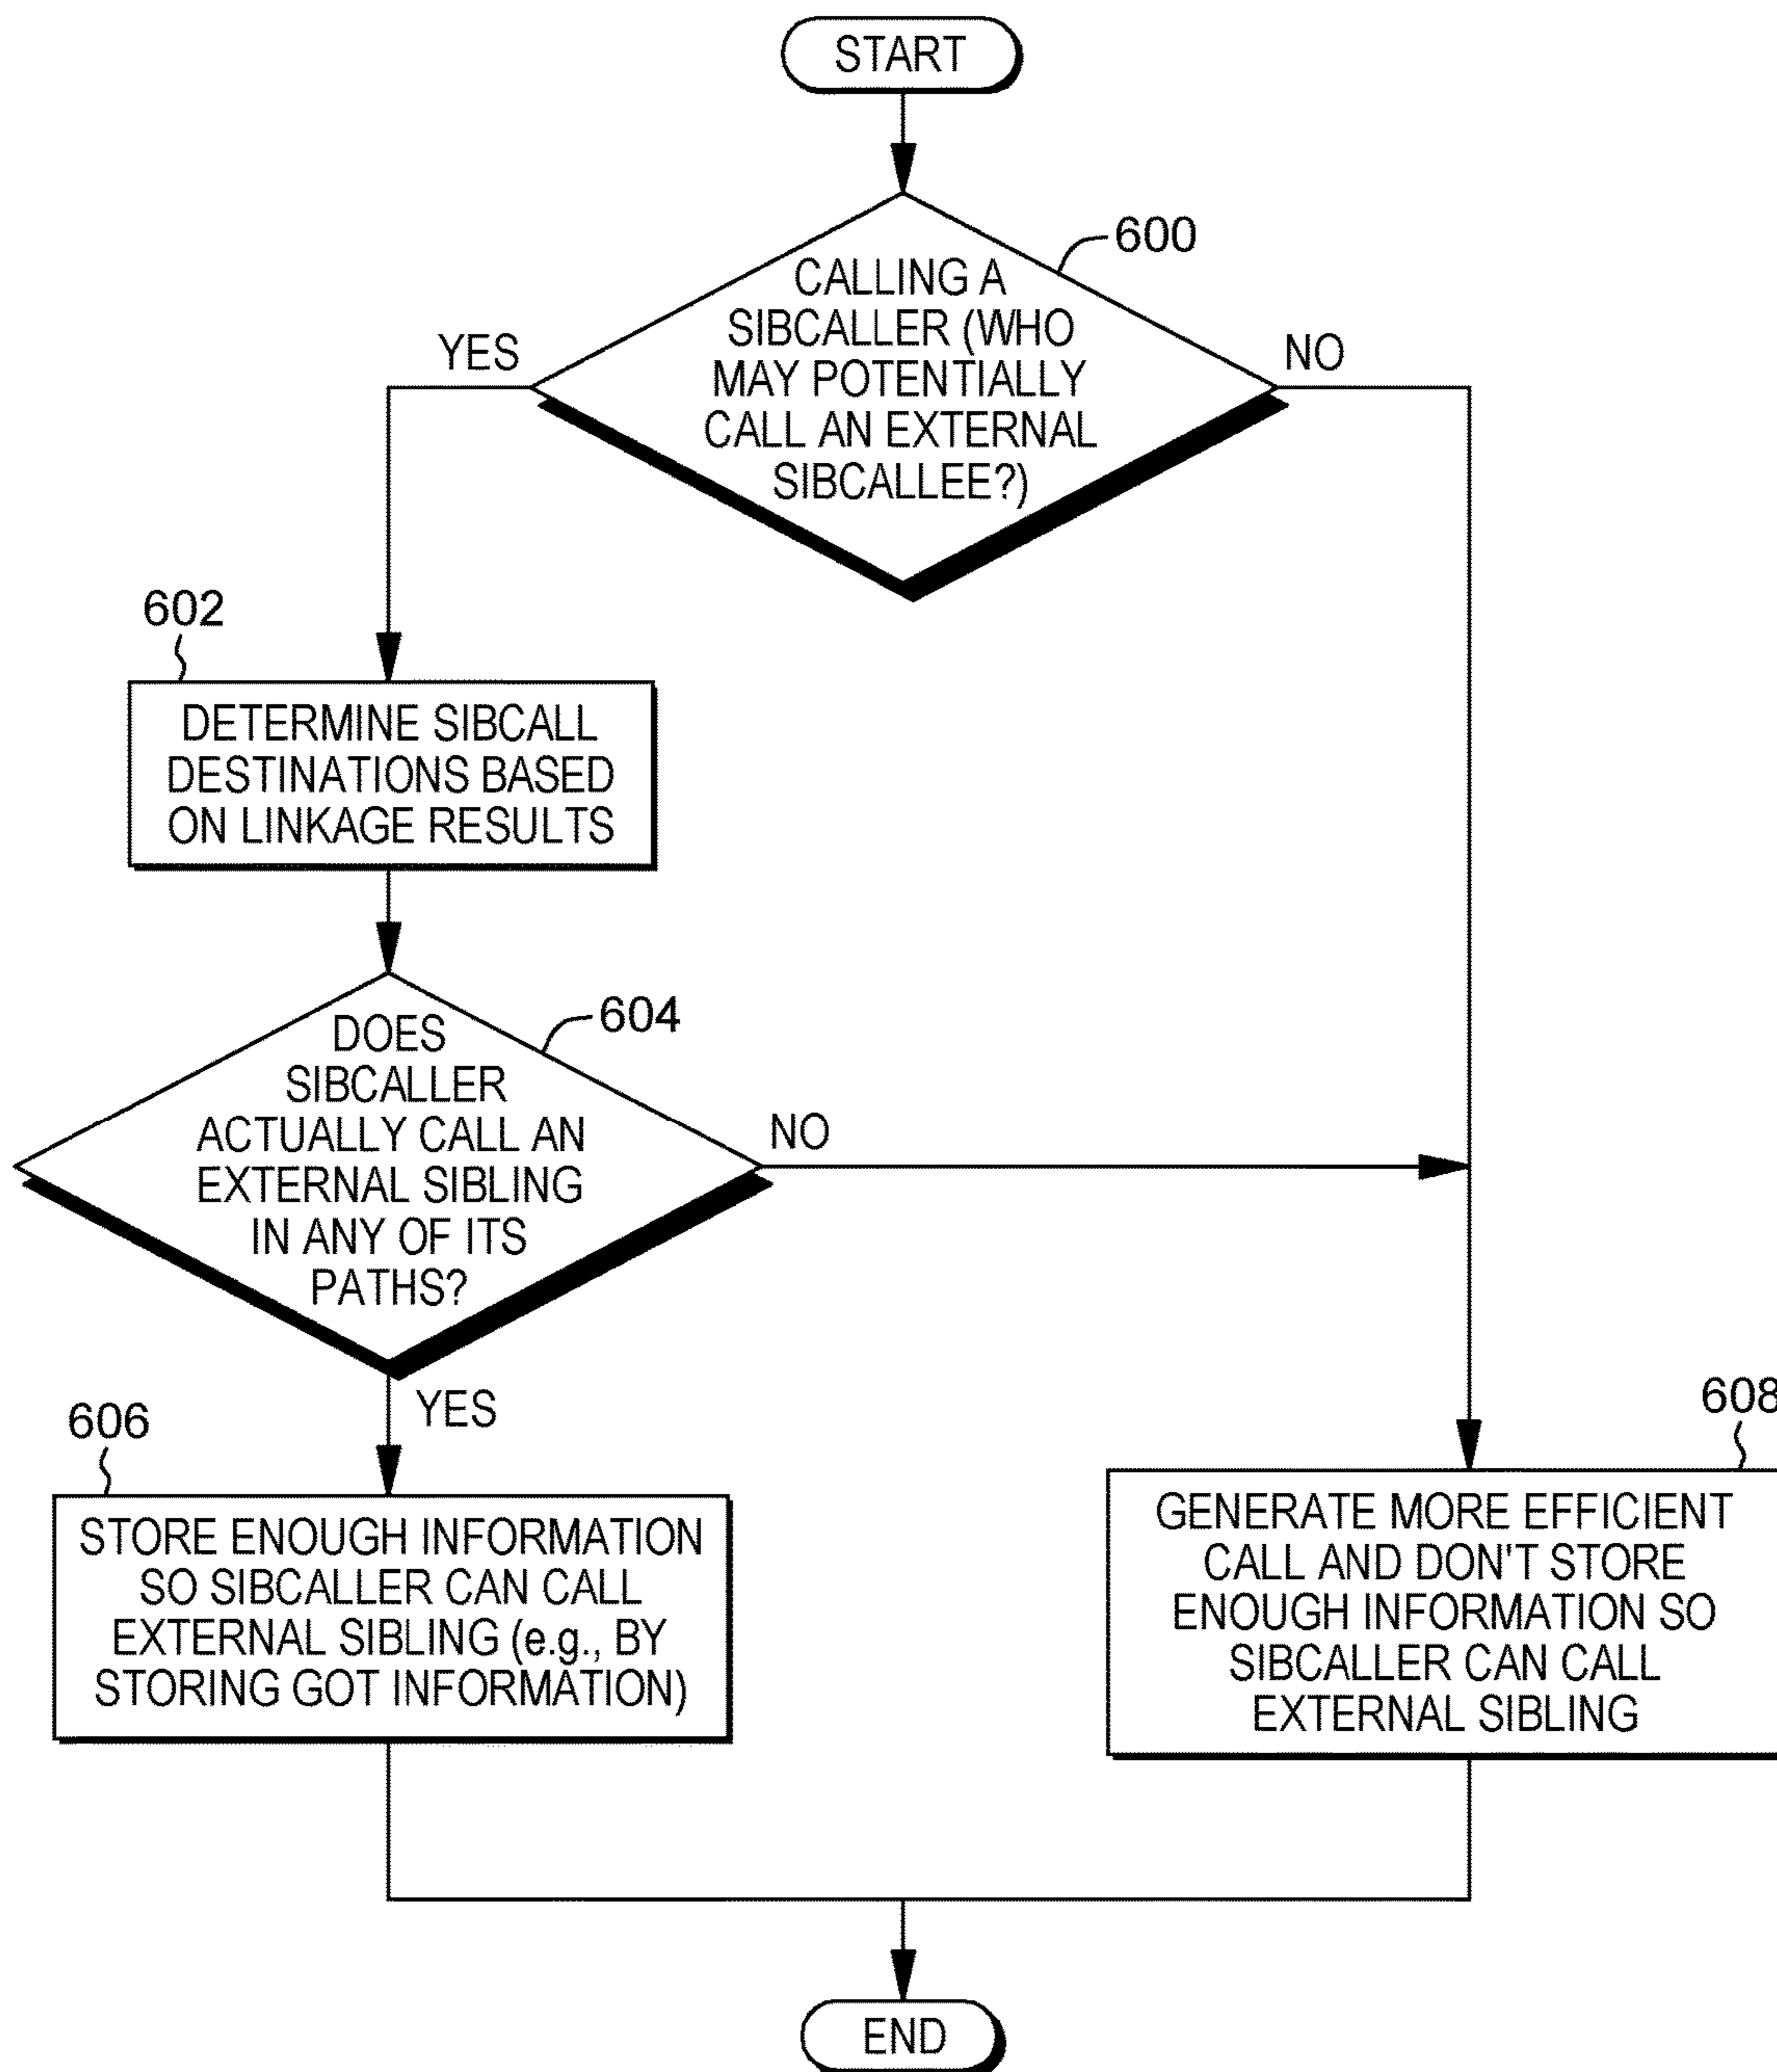 START
600
CALLING A
SIBCALLER (WHO
MAY POTENTIALLY
CALL AN EXTERNAL
SIBCALLEE?)
YES
NO
602
DETERMINE SIBCALL
DESTINATIONS BASED
ON LINKAGE RESULTS
604
DOES
SIBCALLER
ACTUALLY CALL AN
EXTERNAL SIBLING
IN ANY OF ITS
PATHS?
NO
YES
606
STORE ENOUGH INFORMATION
SO SIBCALLER CAN CALL
EXTERNAL SIBLING (e.g., BY
STORING GOT INFORMATION)
608
GENERATE MORE EFFICIENT
CALL AND DON'T STORE
ENOUGH INFORMATION SO
SIBCALLER CAN CALL
EXTERNAL SIBLING
END